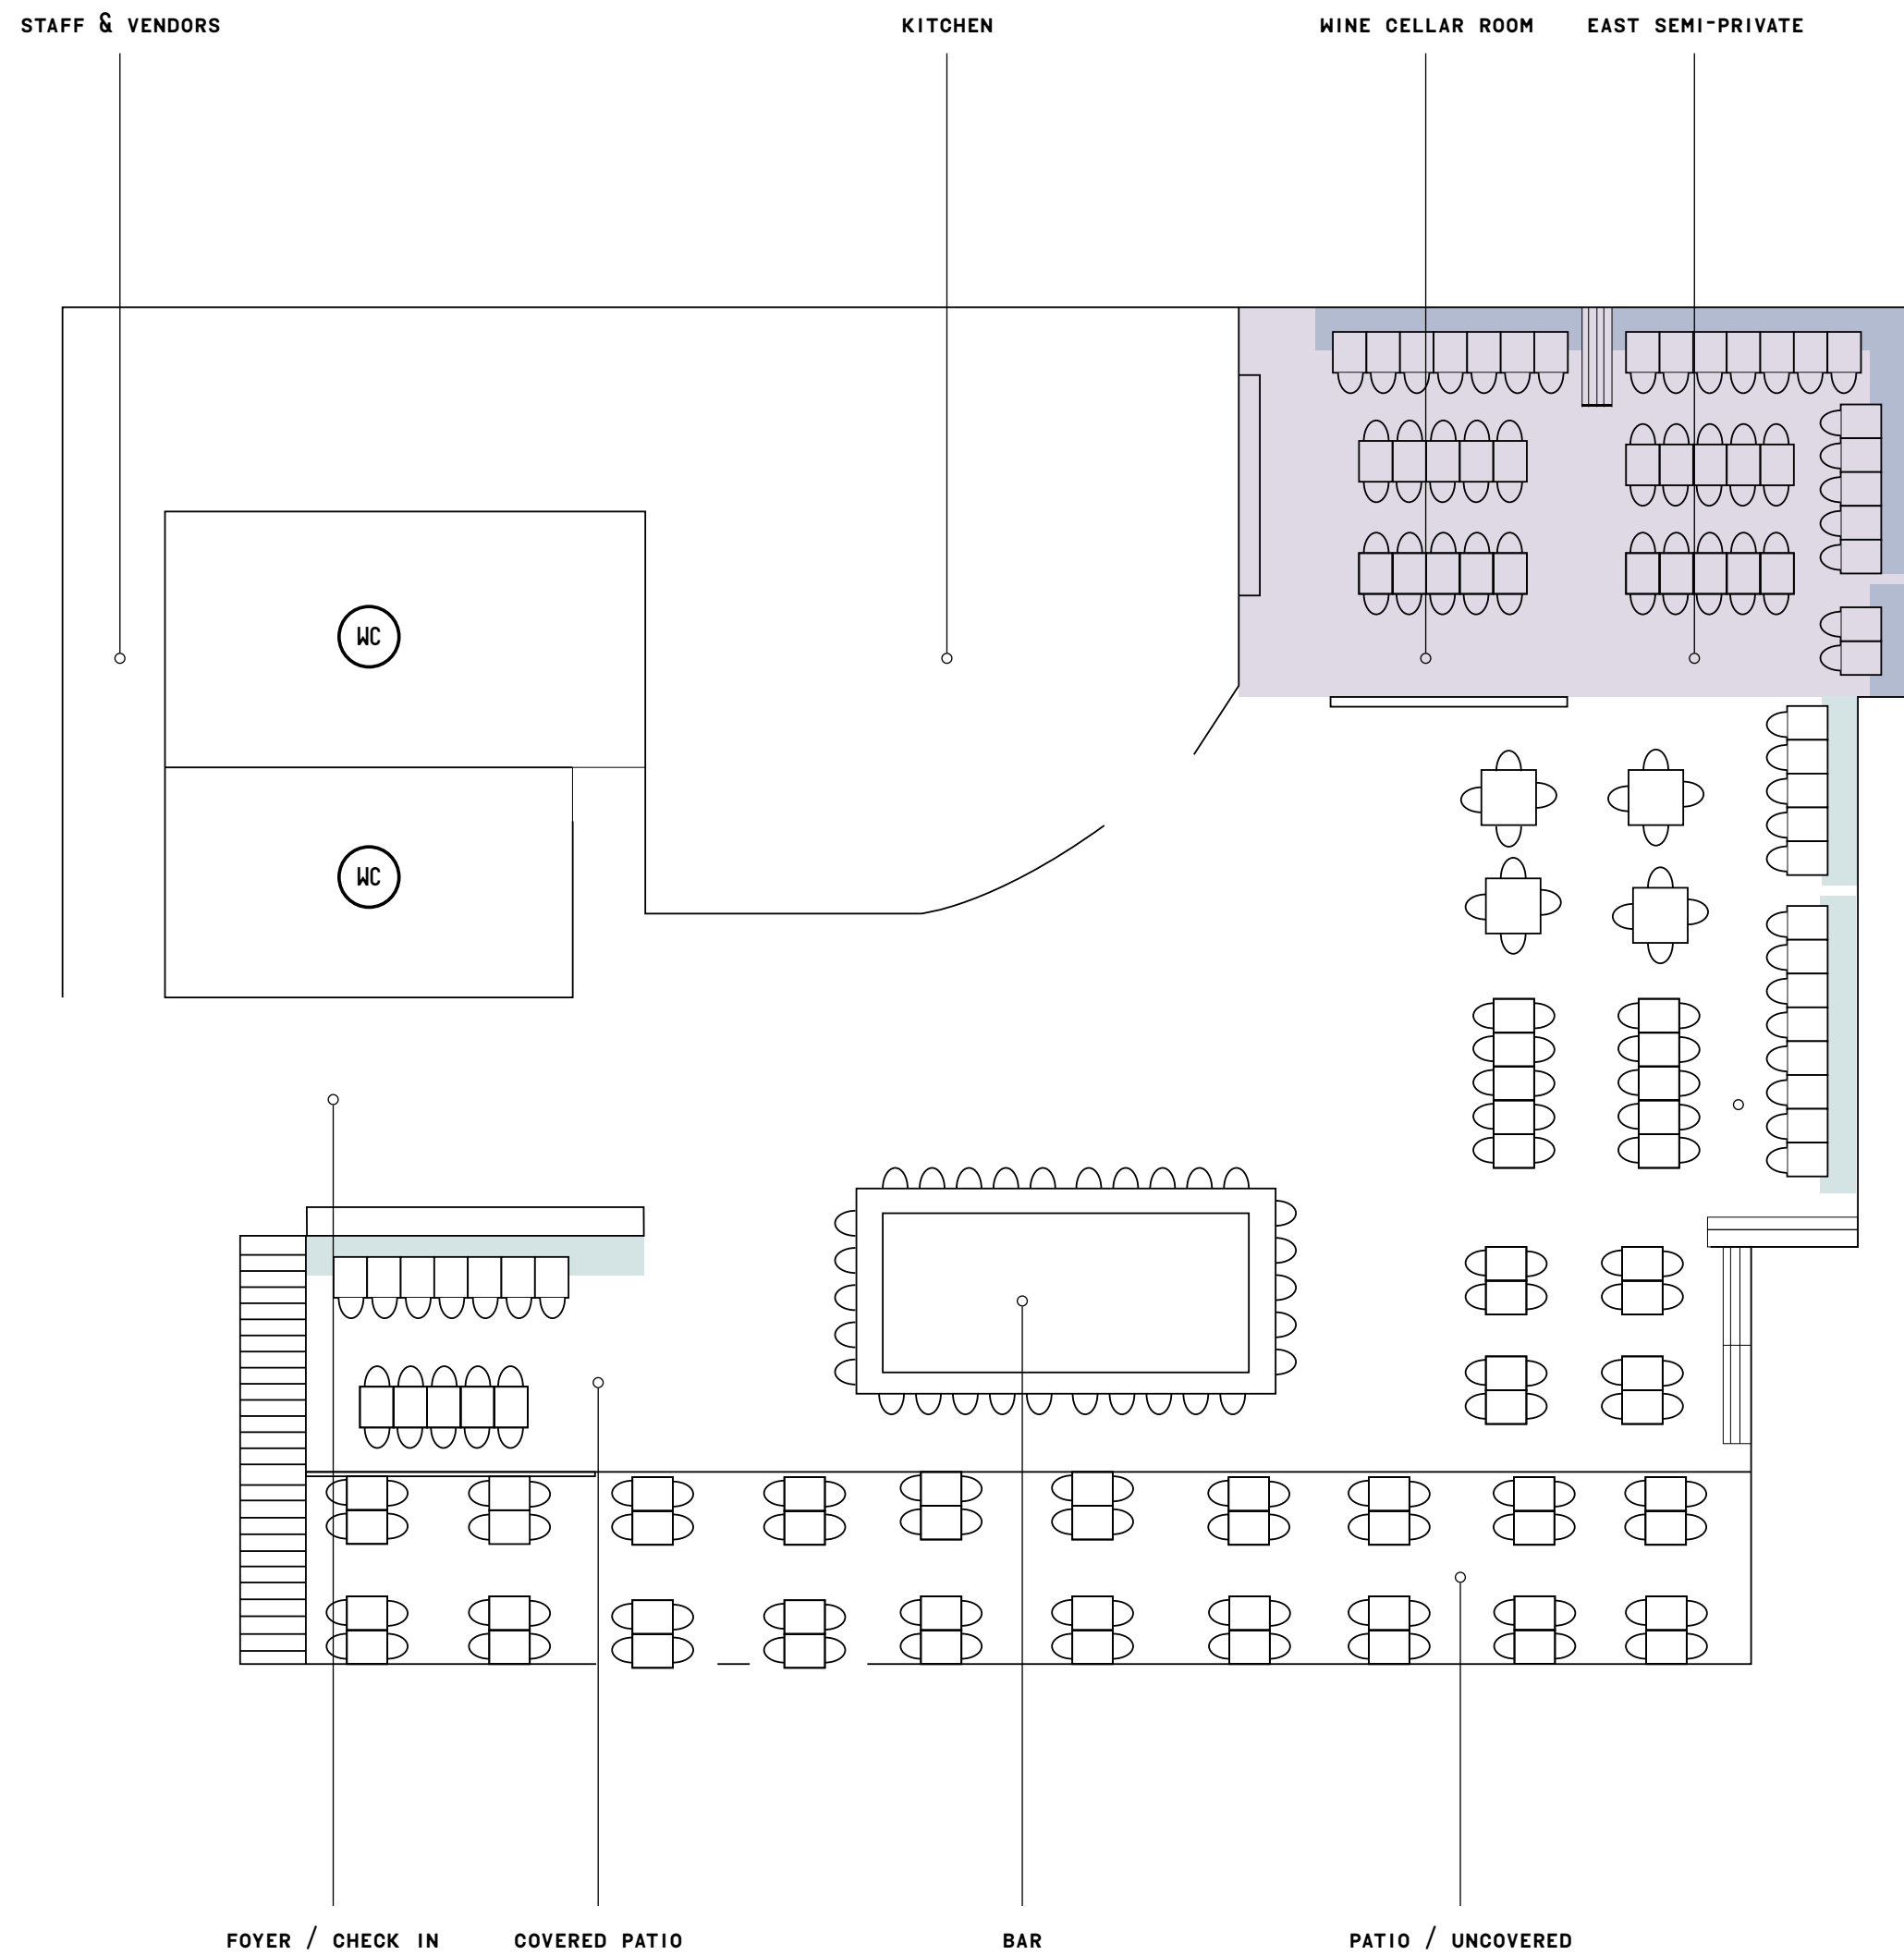 STAFF & VENDORS
KITCHEN
WINE CELLAR ROOM
EAST SEMI-PRIVATE
WC
WC
FOYER / CHECK IN
COVERED PATIO
BAR
PATIO / UNCOVERED